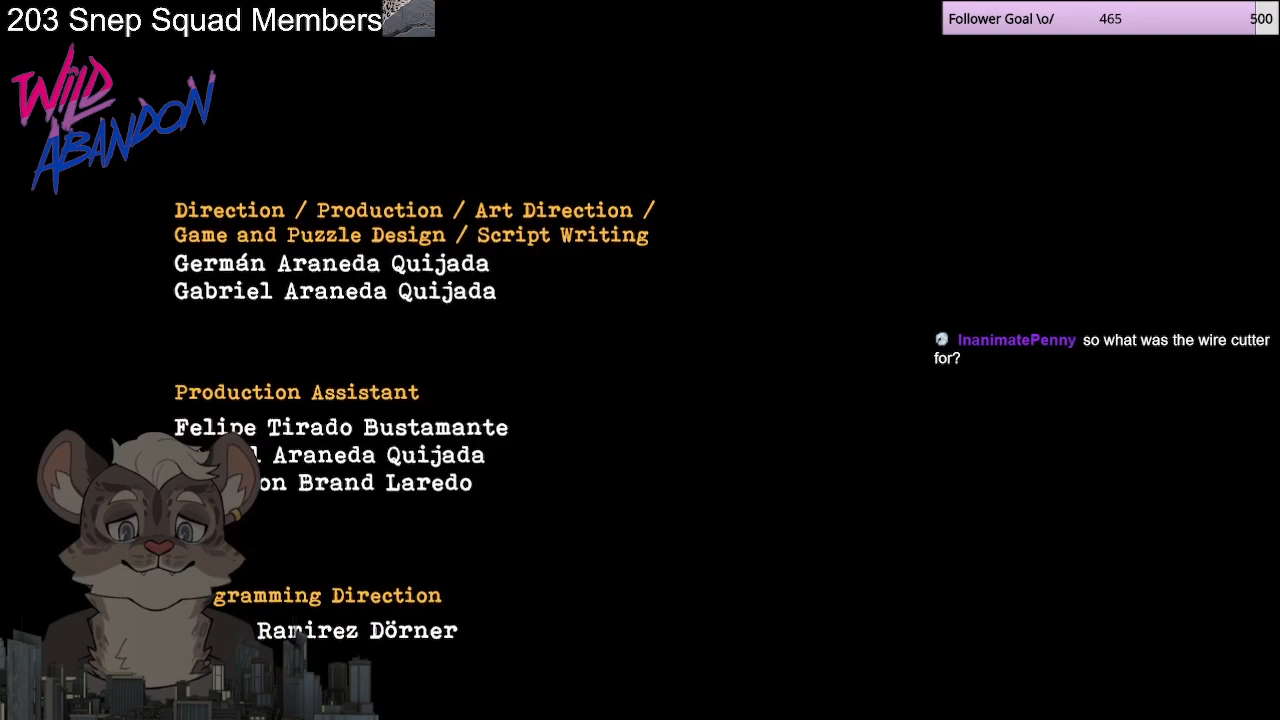 203 Snep Squad Members
Follower Goal \o/ 465 500
WILD
ABANDON
Direction / Production / Art Direction /
Game and Puzzle Design / Script Writing
Germán Araneda Quijada
Gabriel Araneda Quijada
InanimatePenny so what was the wire cutter
for?
Production Assistant
Felipe Tirado Bustamante
Araneda Quijada
Brand Laredo
Direction
Ramirez Dörner